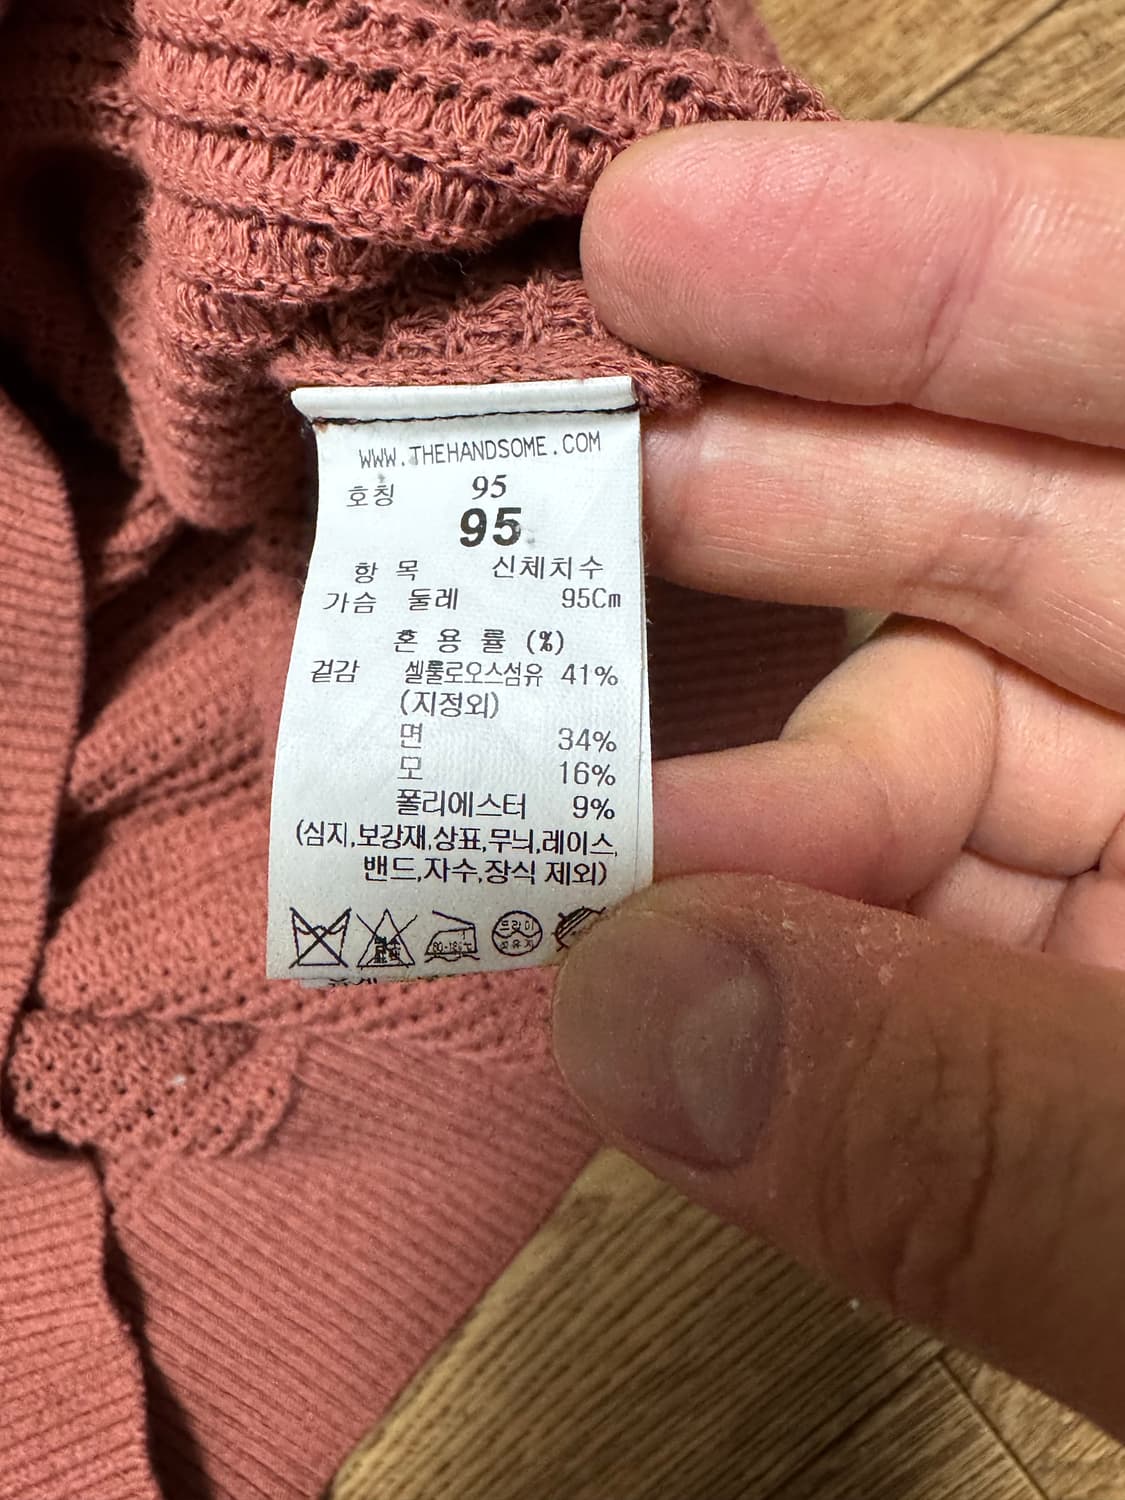 WWW.THEHANDSOME.COM
호칭 95
95
항 목 신체치수
가슴 둘레 95Cm
혼 용 률 (%)
겉감 셀룰로오스섬유 41%
(지정외)
면 34%
모 16%
폴리에스터 9%
(심지,보강재,상표,무늬,레이스,
밴드,자수,장식 제외)
드라이